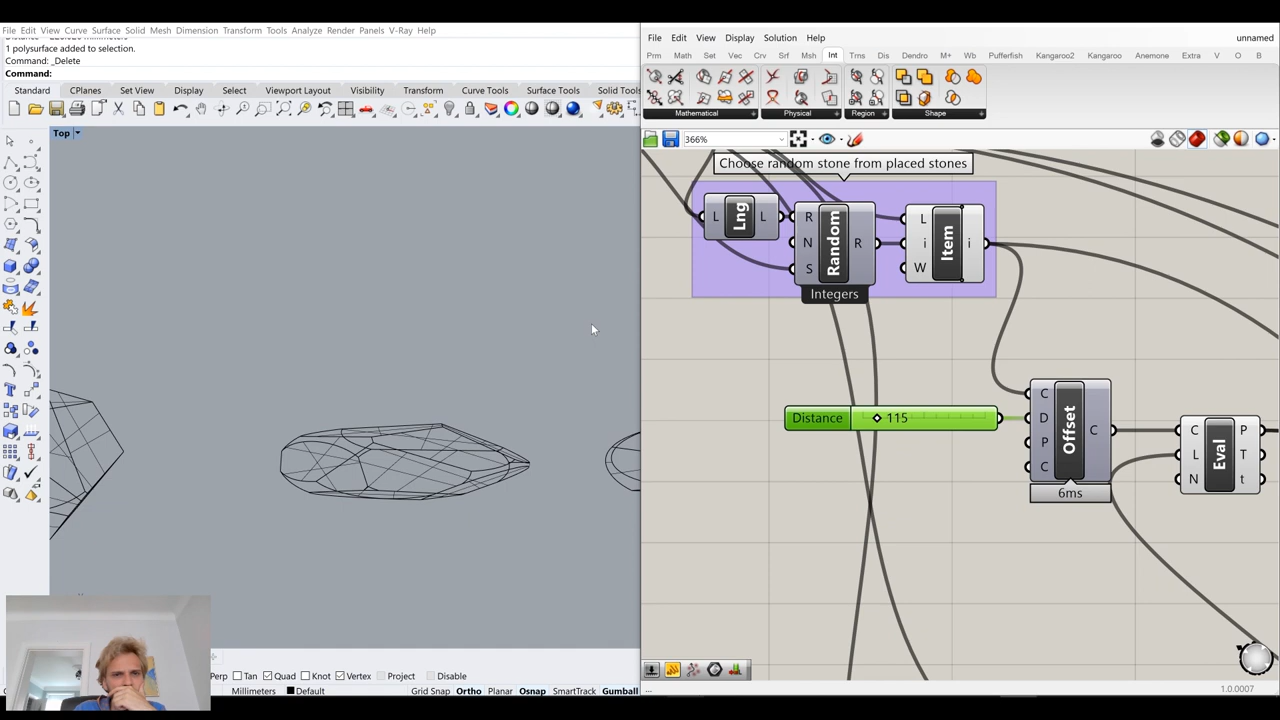 File Edit View Curve Surface Solid Mesh Dimension Transform Tools Analyze Render Panels V-Ray Help
1 polysurface added to selection.
Command: _Delete
Command:
Standard CPlanes Set View Display Select Viewport Layout Visibility Transform Curve Tools Surface Tools Solid Tools
Top
Perp Tan Quad Knot Vertex Project Disable
Millimeters Default Grid Snap Ortho Planar Osnap SmartTrack Gumball
File Edit View Display Solution Help
unnamed
Prm Math Set Vec Crv Srf Msh Int Trns Dis Dendro M+ Wb Pufferfish Kangaroo2 Kangaroo Anemone Extra V O B
Mathematical Physical Region Shape
366%
Choose random stone from placed stones
L Lng L
R N S Random R
Integers
L i W Item i
Distance 115
C D P C Offset C
6ms
C L N Eval P T t
...
1.0.0007